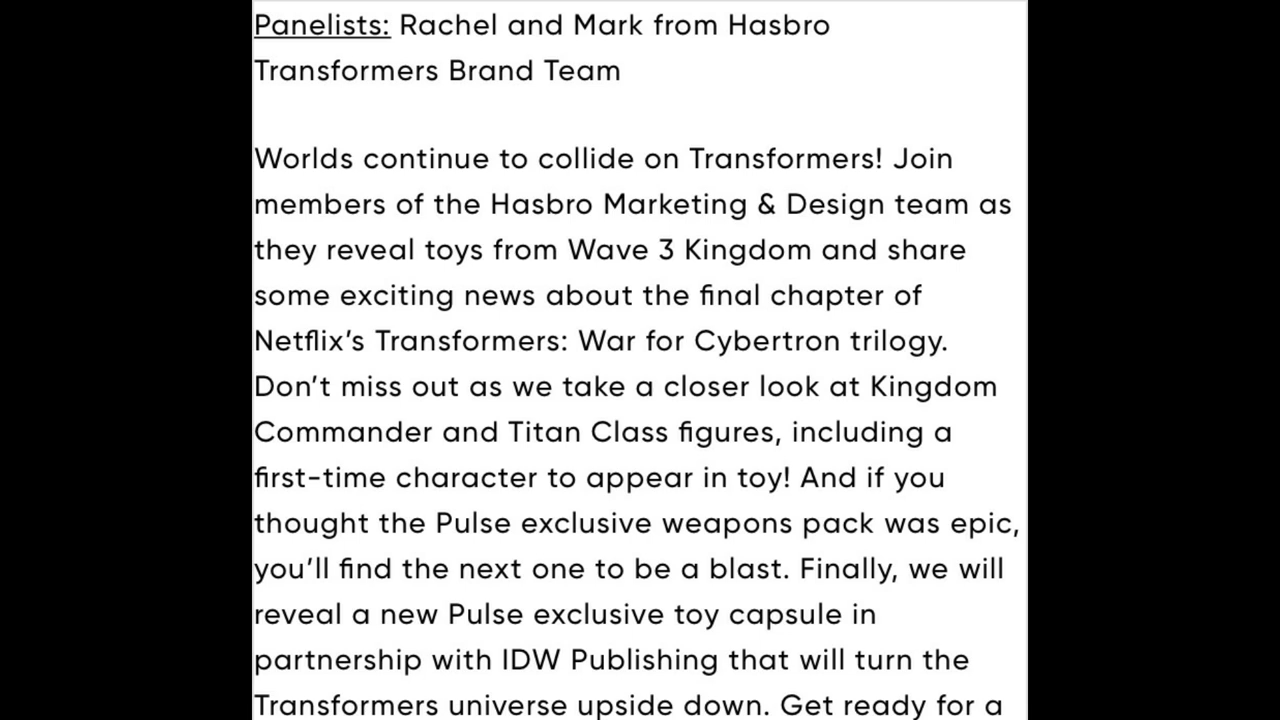 Panelists: Rachel and Mark from Hasbro
Transformers Brand Team
Worlds continue to collide on Transformers! Join
members of the Hasbro Marketing & Design team as
they reveal toys from Wave 3 Kingdom and share
some exciting news about the final chapter of
Netflix’s Transformers: War for Cybertron trilogy.
Don’t miss out as we take a closer look at Kingdom
Commander and Titan Class figures, including a
first-time character to appear in toy! And if you
thought the Pulse exclusive weapons pack was epic,
you’ll find the next one to be a blast. Finally, we will
reveal a new Pulse exclusive toy capsule in
partnership with IDW Publishing that will turn the
Transformers universe upside down. Get ready for a